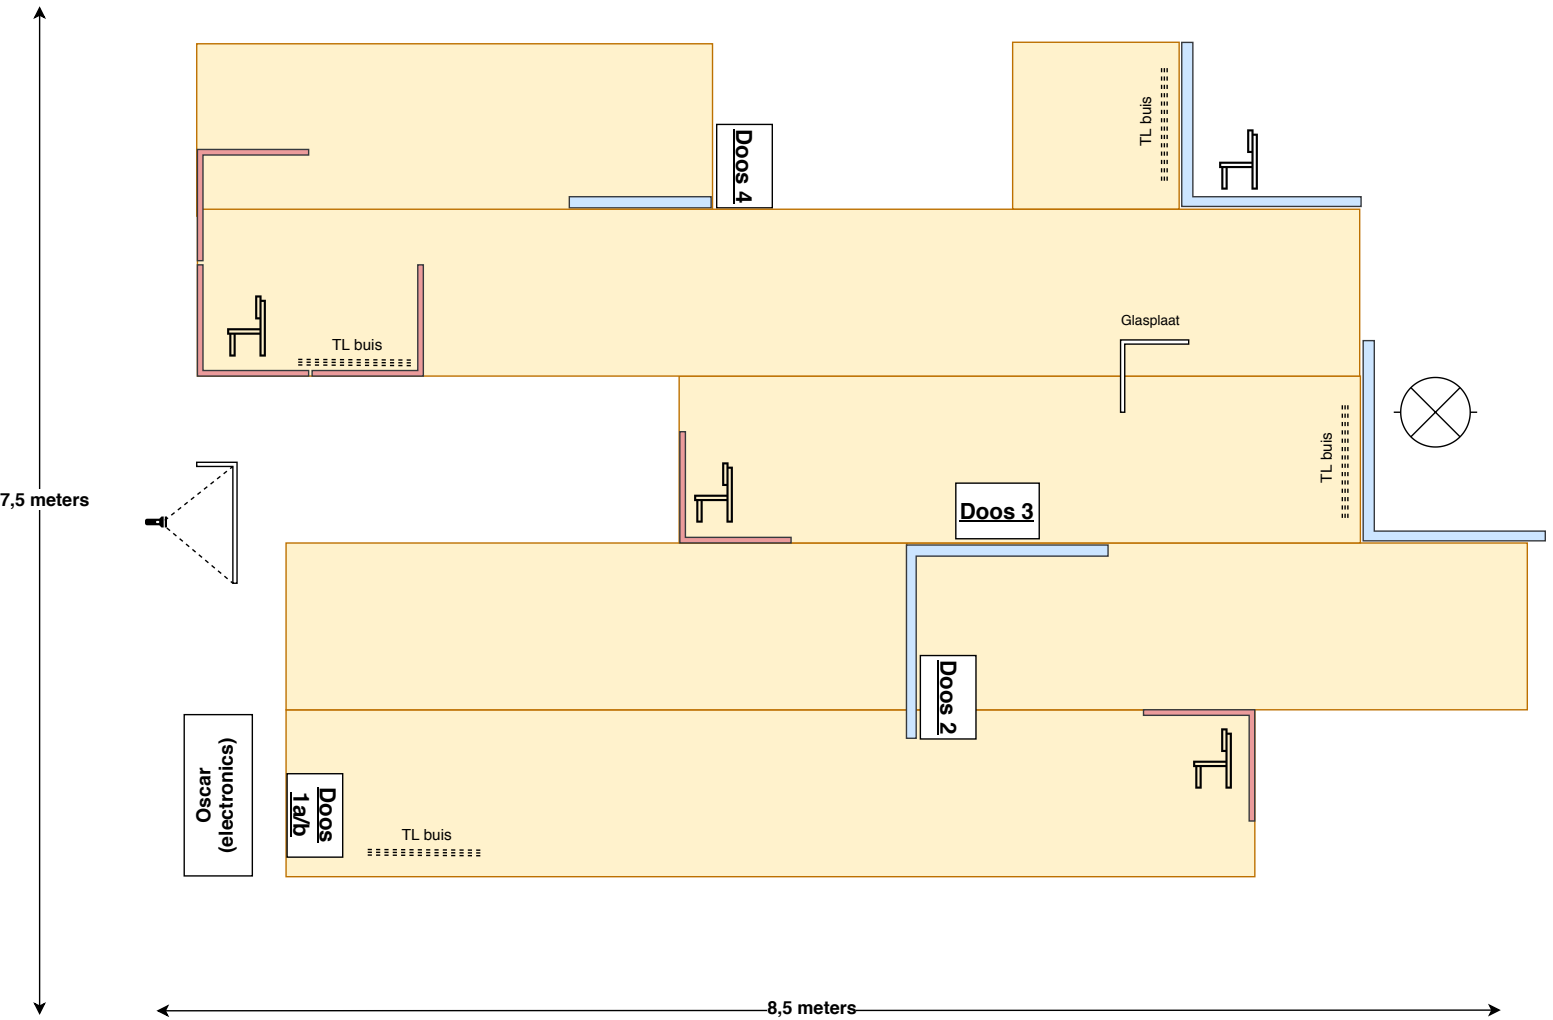 TL buis
Doos 4
Glasplaat
TL buis
TL buis
7,5 meters
Doos 3
Doos 2
Oscar
(electronics)
Doos
1a/b
TL buis
8,5 meters